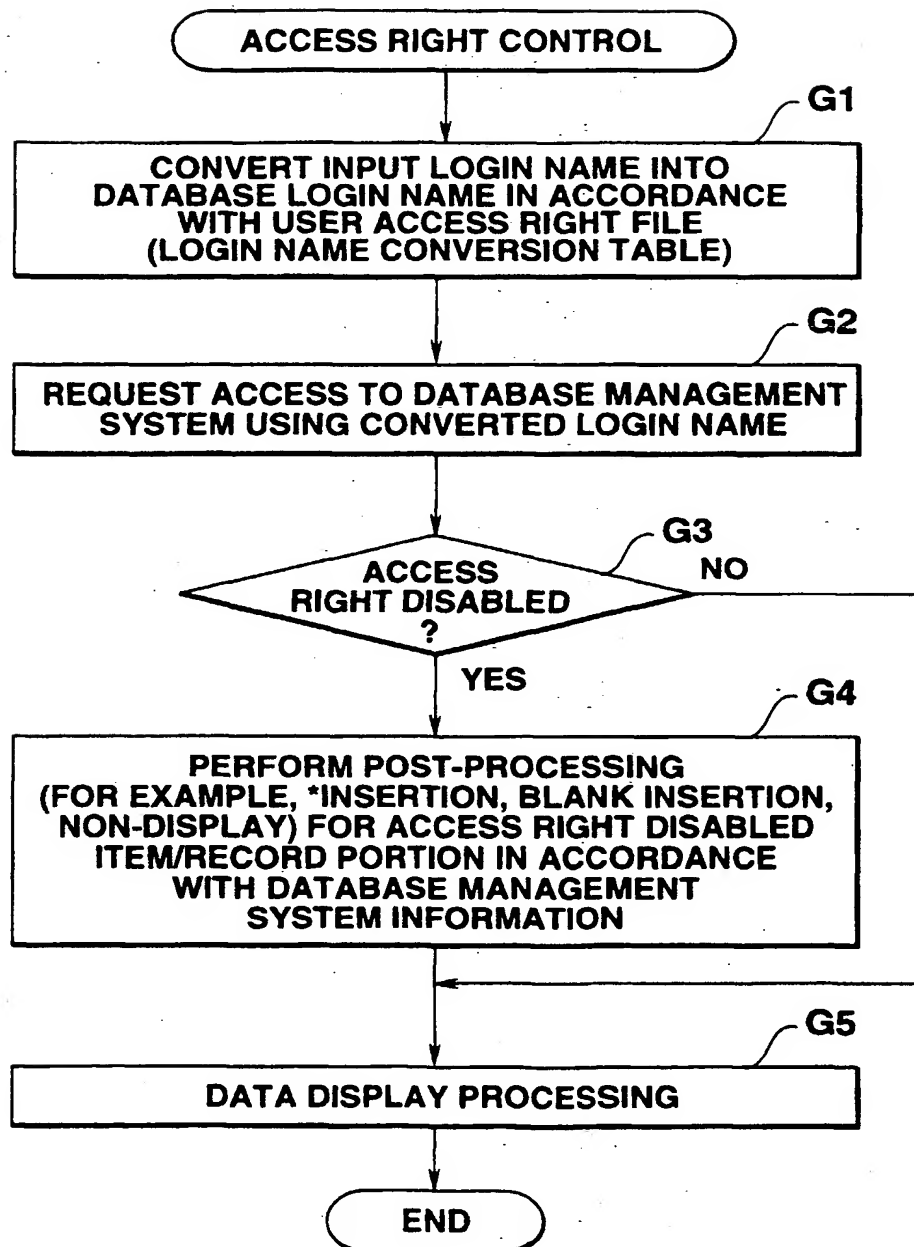 ACCESS RIGHT CONTROL
G1
CONVERT INPUT LOGIN NAME INTO
DATABASE LOGIN NAME IN ACCORDANCE
WITH USER ACCESS RIGHT FILE
(LOGIN NAME CONVERSION TABLE)
G2
REQUEST ACCESS TO DATABASE MANAGEMENT
SYSTEM USING CONVERTED LOGIN NAME
G3
ACCESS
RIGHT DISABLED
?
NO
YES
G4
PERFORM POST-PROCESSING
(FOR EXAMPLE, *INSERTION, BLANK INSERTION,
NON-DISPLAY) FOR ACCESS RIGHT DISABLED
ITEM/RECORD PORTION IN ACCORDANCE
WITH DATABASE MANAGEMENT
SYSTEM INFORMATION
G5
DATA DISPLAY PROCESSING
END